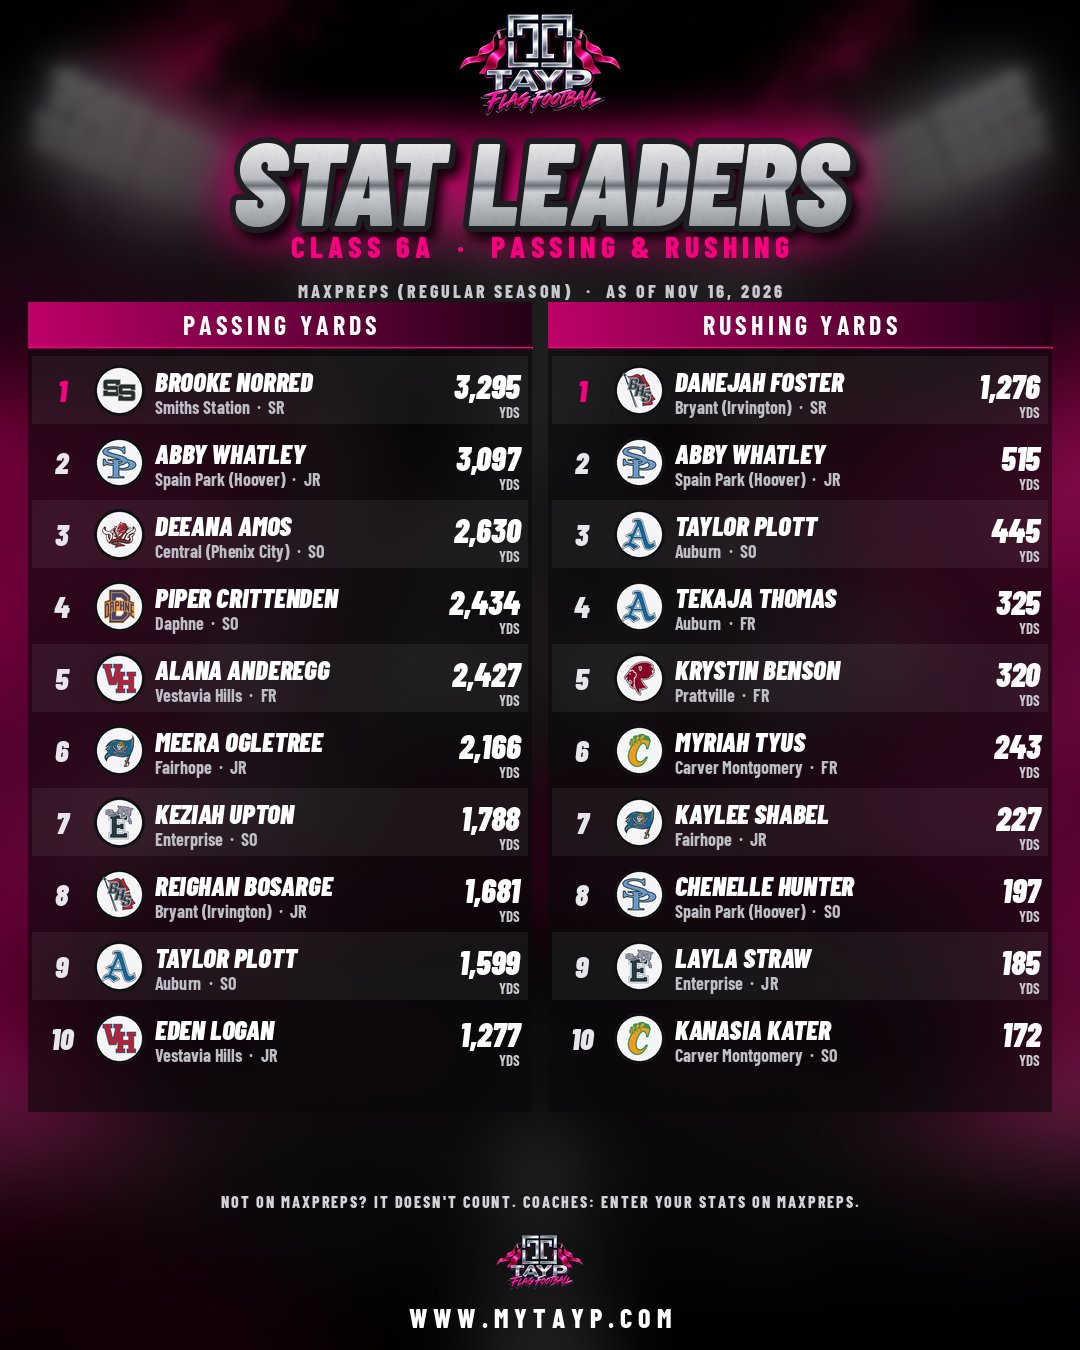 TAYP
FLAG FOOTBALL
STAT LEADERS
CLASS 6A · PASSING & RUSHING
MAXPREPS (REGULAR SEASON) · AS OF NOV 16, 2026
PASSING YARDS
1 SS BROOKE NORRED 3,295
Smiths Station · SR YDS
2 SP ABBY WHATLEY 3,097
Spain Park (Hoover) · JR YDS
3 DEEANA AMOS 2,630
Central (Phenix City) · SO YDS
4 D DAPHNE PIPER CRITTENDEN 2,434
Daphne · SO YDS
5 VH ALANA ANDEREGG 2,427
Vestavia Hills · FR YDS
6 MEERA OGLETREE 2,166
Fairhope · JR YDS
7 E KEZIAH UPTON 1,788
Enterprise · SO YDS
8 BHS REIGHAN BOSARGE 1,681
Bryant (Irvington) · JR YDS
9 A TAYLOR PLOTT 1,599
Auburn · SO YDS
10 VH EDEN LOGAN 1,277
Vestavia Hills · JR YDS
RUSHING YARDS
1 BHS DANEJAH FOSTER 1,276
Bryant (Irvington) · SR YDS
2 SP ABBY WHATLEY 515
Spain Park (Hoover) · JR YDS
3 A TAYLOR PLOTT 445
Auburn · SO YDS
4 A TEKAJA THOMAS 325
Auburn · FR YDS
5 KRYSTIN BENSON 320
Prattville · FR YDS
6 C MYRIAH TYUS 243
Carver Montgomery · FR YDS
7 KAYLEE SHABEL 227
Fairhope · JR YDS
8 SP CHENELLE HUNTER 197
Spain Park (Hoover) · SO YDS
9 E LAYLA STRAW 185
Enterprise · JR YDS
10 C KANASIA KATER 172
Carver Montgomery · SO YDS
NOT ON MAXPREPS? IT DOESN'T COUNT. COACHES: ENTER YOUR STATS ON MAXPREPS.
TAYP
FLAG FOOTBALL
WWW.MYTAYP.COM